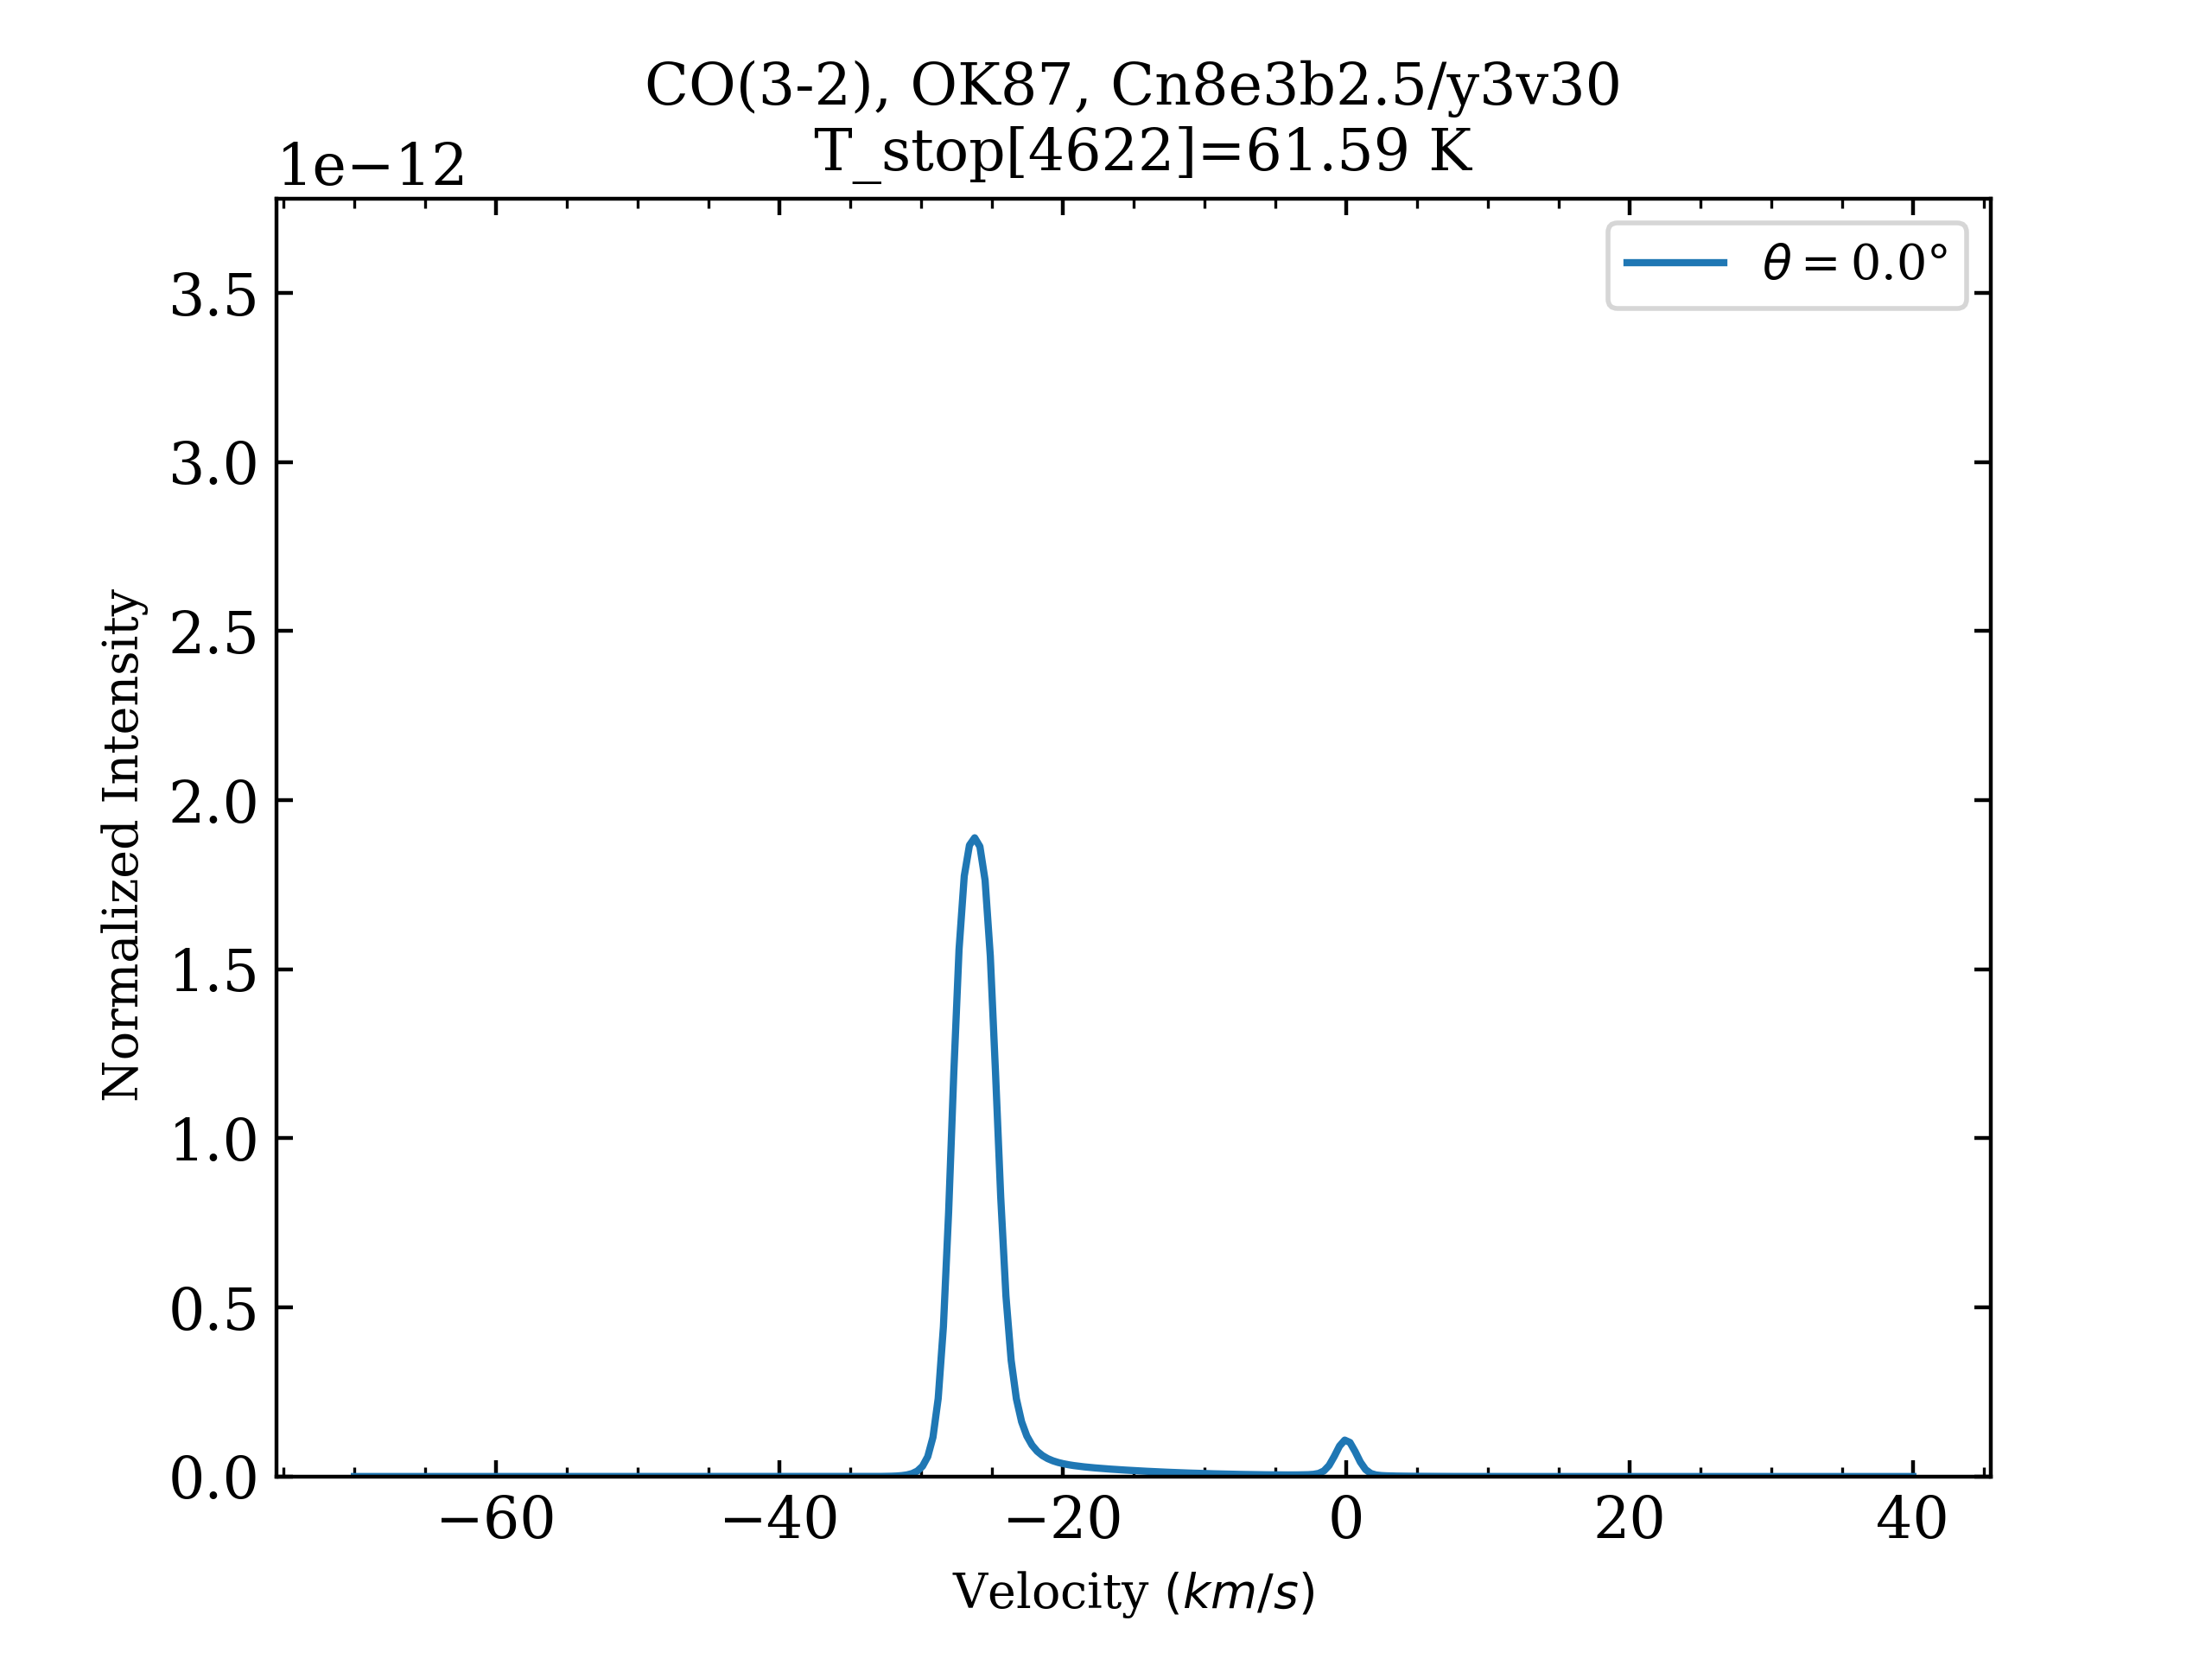 CO(3-2), OK87, Cn8e3b2.5/y3v30
T_stop[4622]=61.59 K
1e−12
θ = 0.0°
3.5
3.0
2.5
2.0
1.5
1.0
0.5
0.0
Normalized Intensity
−60 −40 −20 0 20 40
Velocity (km/s)